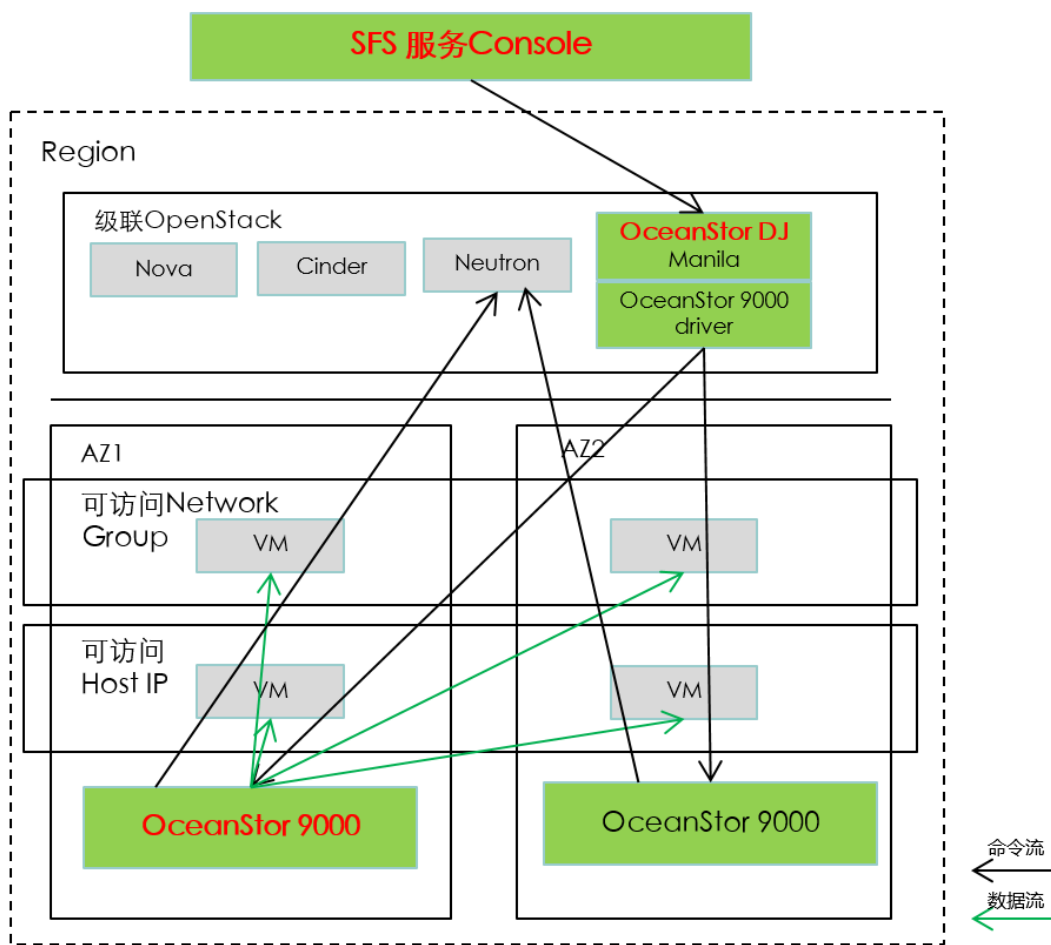 SFS 服务Console
Region
级联OpenStack
Nova
Cinder
Neutron
OceanStor DJ
Manila
OceanStor 9000
driver
AZ1
AZ2
可访问Network
Group
VM
VM
可访问
Host IP
VM
VM
OceanStor 9000
OceanStor 9000
命令流
数据流